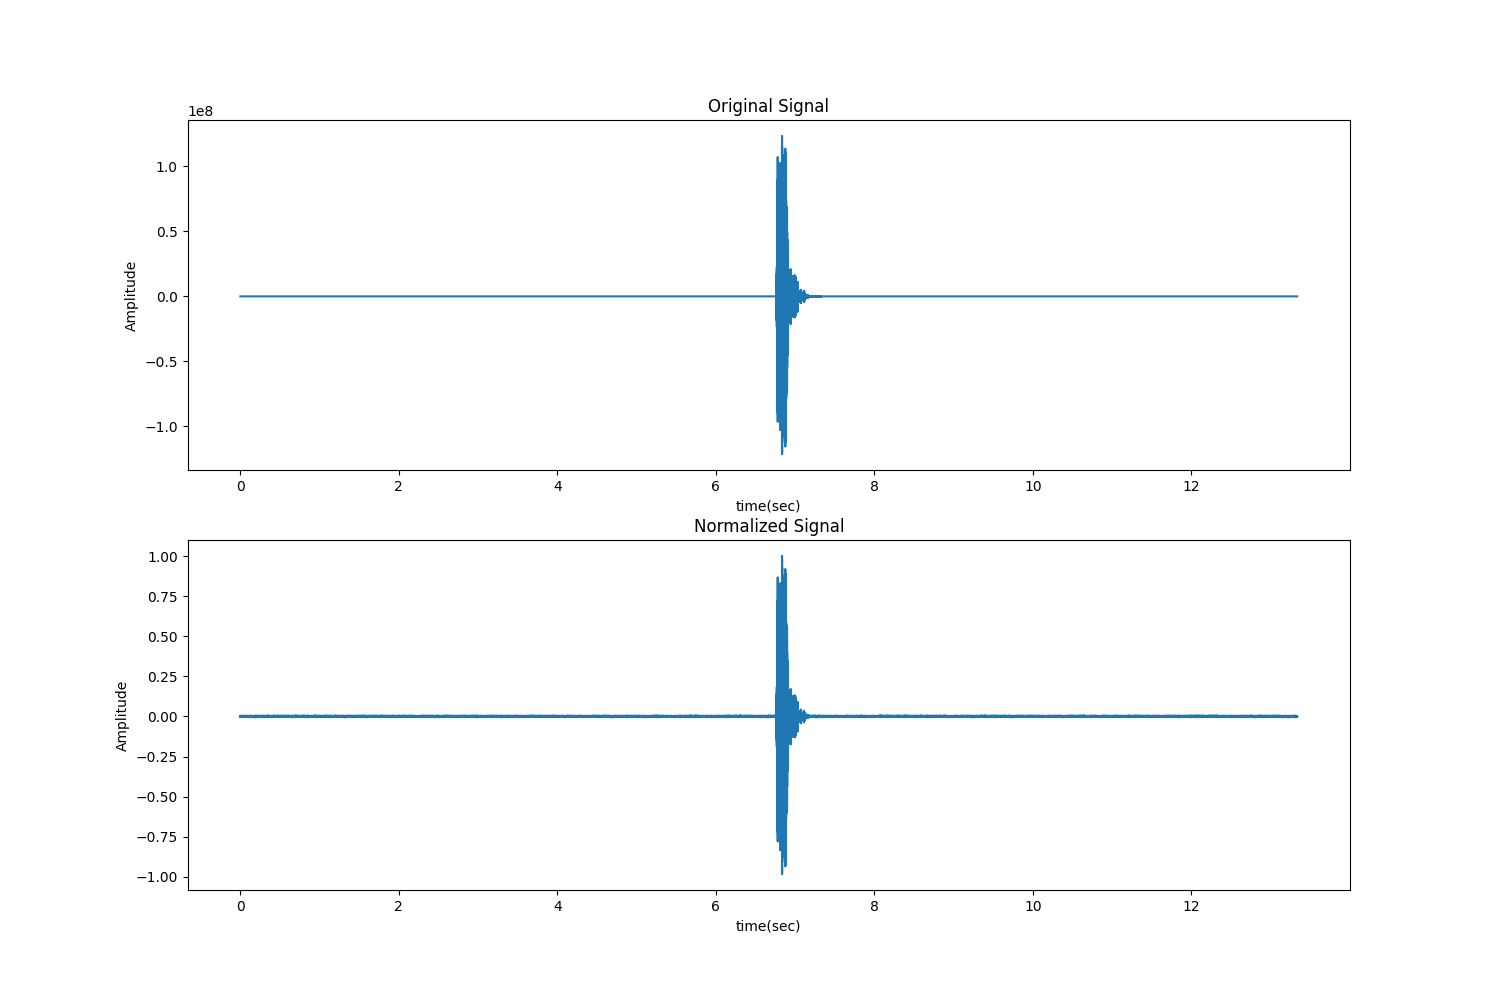 Original Signal
1e8
1.0
0.5
0.0
−0.5
−1.0
Amplitude
0 2 4 6 8 10 12
time(sec)
Normalized Signal
1.00
0.75
0.50
0.25
0.00
−0.25
−0.50
−0.75
−1.00
Amplitude
0 2 4 6 8 10 12
time(sec)